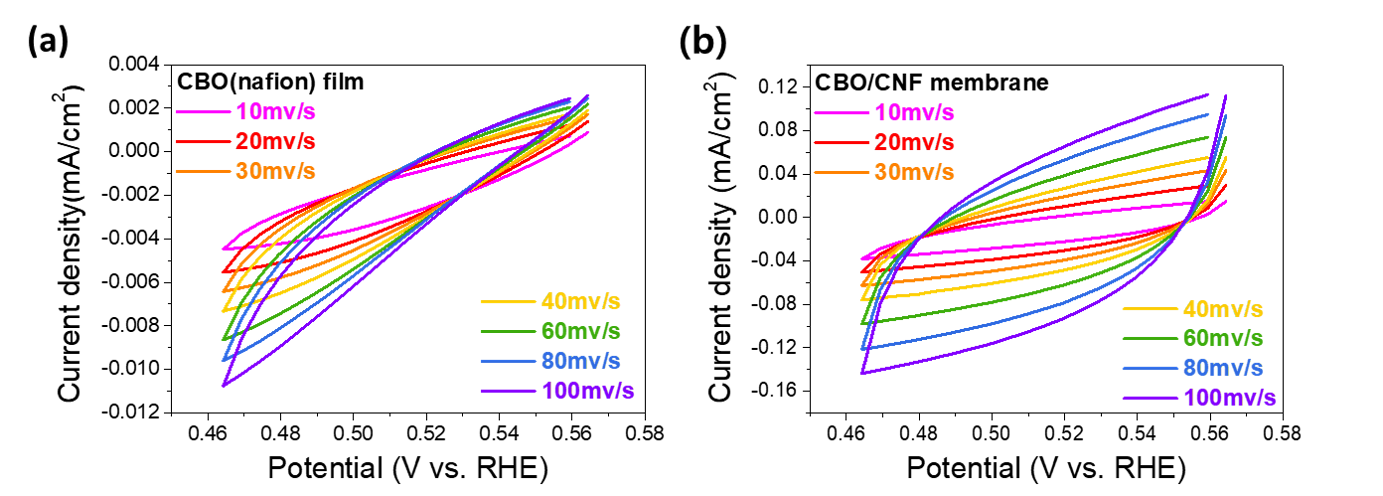 (a)
0.004
0.002
0.000
-0.002
-0.004
-0.006
-0.008
-0.010
-0.012
Current density(mA/cm²)
CBO(nafion) film
10mv/s
20mv/s
30mv/s
40mv/s
60mv/s
80mv/s
100mv/s
0.46 0.48 0.50 0.52 0.54 0.56 0.58
Potential (V vs. RHE)
(b)
0.12
0.08
0.04
0.00
-0.04
-0.08
-0.12
-0.16
Current density (mA/cm²)
CBO/CNF membrane
10mv/s
20mv/s
30mv/s
40mv/s
60mv/s
80mv/s
100mv/s
0.46 0.48 0.50 0.52 0.54 0.56 0.58
Potential (V vs. RHE)